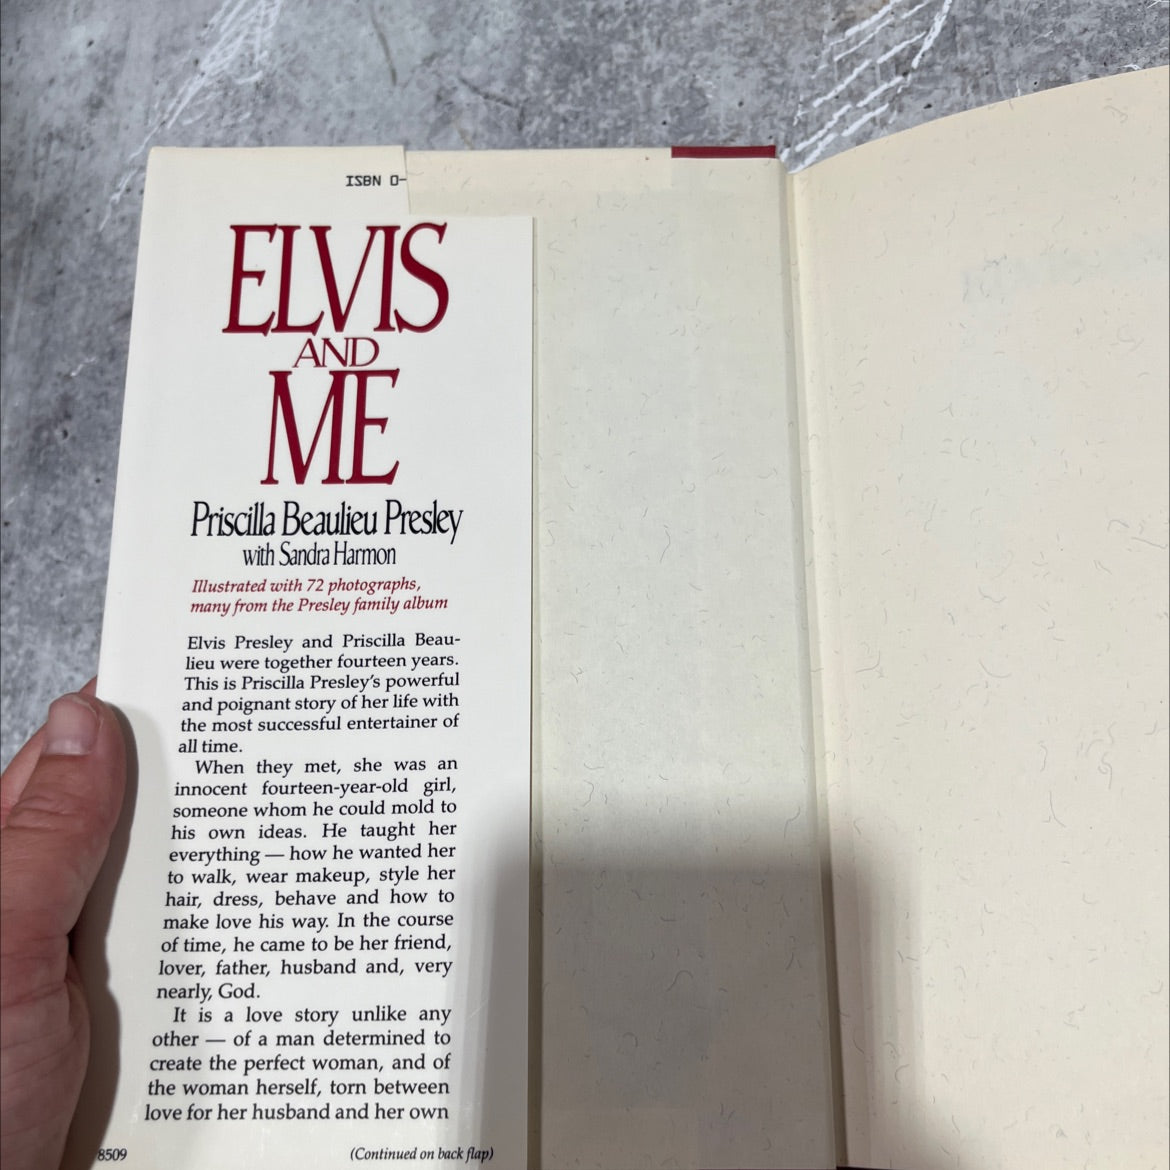 ISBN 0-
ELVIS
AND
ME
Priscilla Beaulieu Presley
with Sandra Harmon
Illustrated with 72 photographs,
many from the Presley family album
Elvis Presley and Priscilla Beau-
lieu were together fourteen years.
This is Priscilla Presley's powerful
and poignant story of her life with
the most successful entertainer of
all time.
When they met, she was an
innocent fourteen-year-old girl,
someone whom he could mold to
his own ideas. He taught her
everything — how he wanted her
to walk, wear makeup, style her
hair, dress, behave and how to
make love his way. In the course
of time, he came to be her friend,
lover, father, husband and, very
nearly, God.
It is a love story unlike any
other — of a man determined to
create the perfect woman, and of
the woman herself, torn between
love for her husband and her own
8509
(Continued on back flap)